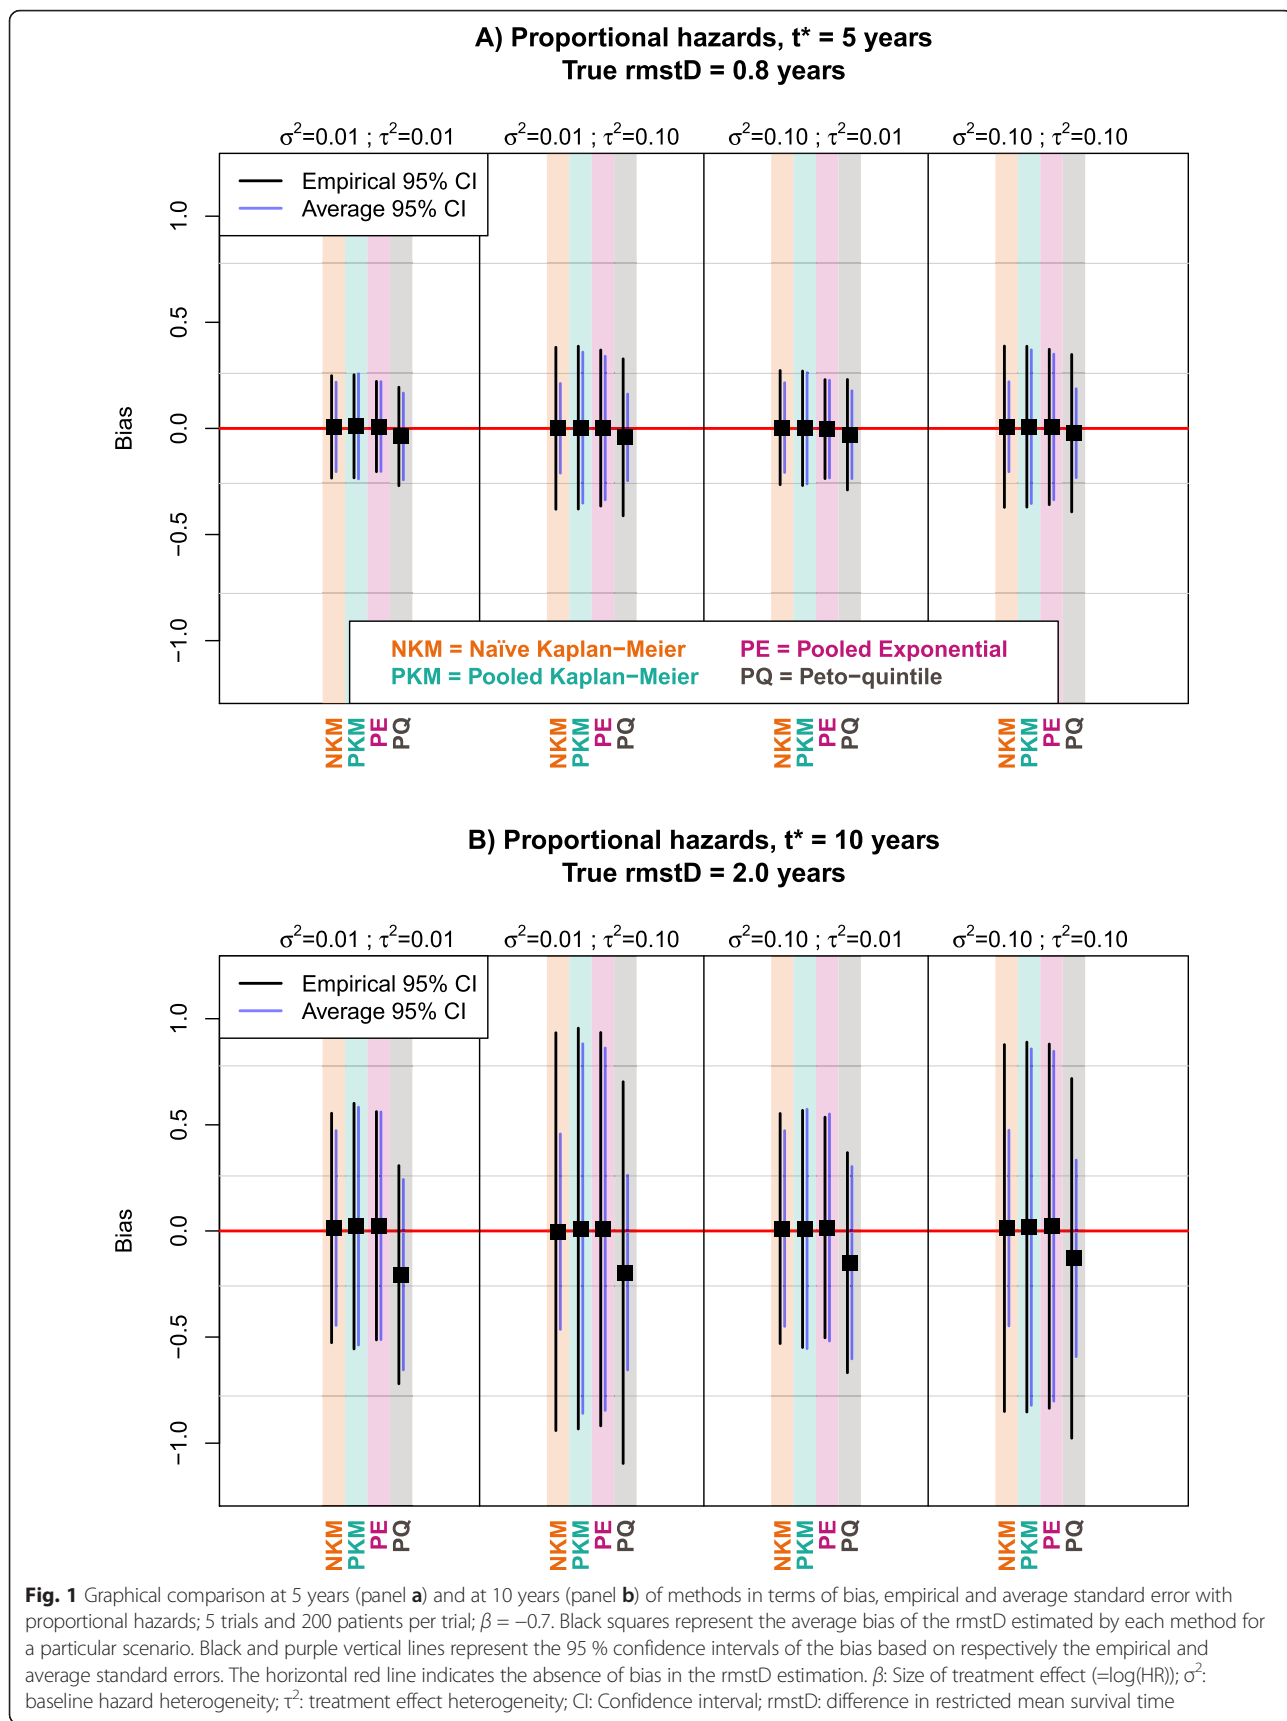 A) Proportional hazards, t* = 5 years
True rmstD = 0.8 years
σ²=0.01 ; τ²=0.01 σ²=0.01 ; τ²=0.10 σ²=0.10 ; τ²=0.01 σ²=0.10 ; τ²=0.10
Empirical 95% CI
Average 95% CI
1.0
0.5
0.0
−0.5
−1.0
Bias
NKM = Naïve Kaplan−Meier PE = Pooled Exponential
PKM = Pooled Kaplan−Meier PQ = Peto−quintile
NKM PKM PE PQ NKM PKM PE PQ NKM PKM PE PQ NKM PKM PE PQ
B) Proportional hazards, t* = 10 years
True rmstD = 2.0 years
σ²=0.01 ; τ²=0.01 σ²=0.01 ; τ²=0.10 σ²=0.10 ; τ²=0.01 σ²=0.10 ; τ²=0.10
Empirical 95% CI
Average 95% CI
1.0
0.5
0.0
−0.5
−1.0
Bias
NKM PKM PE PQ NKM PKM PE PQ NKM PKM PE PQ NKM PKM PE PQ
Fig. 1 Graphical comparison at 5 years (panel a) and at 10 years (panel b) of methods in terms of bias, empirical and average standard error with
proportional hazards; 5 trials and 200 patients per trial; β = −0.7. Black squares represent the average bias of the rmstD estimated by each method for
a particular scenario. Black and purple vertical lines represent the 95 % confidence intervals of the bias based on respectively the empirical and
average standard errors. The horizontal red line indicates the absence of bias in the rmstD estimation. β: Size of treatment effect (=log(HR)); σ²:
baseline hazard heterogeneity; τ²: treatment effect heterogeneity; CI: Confidence interval; rmstD: difference in restricted mean survival time